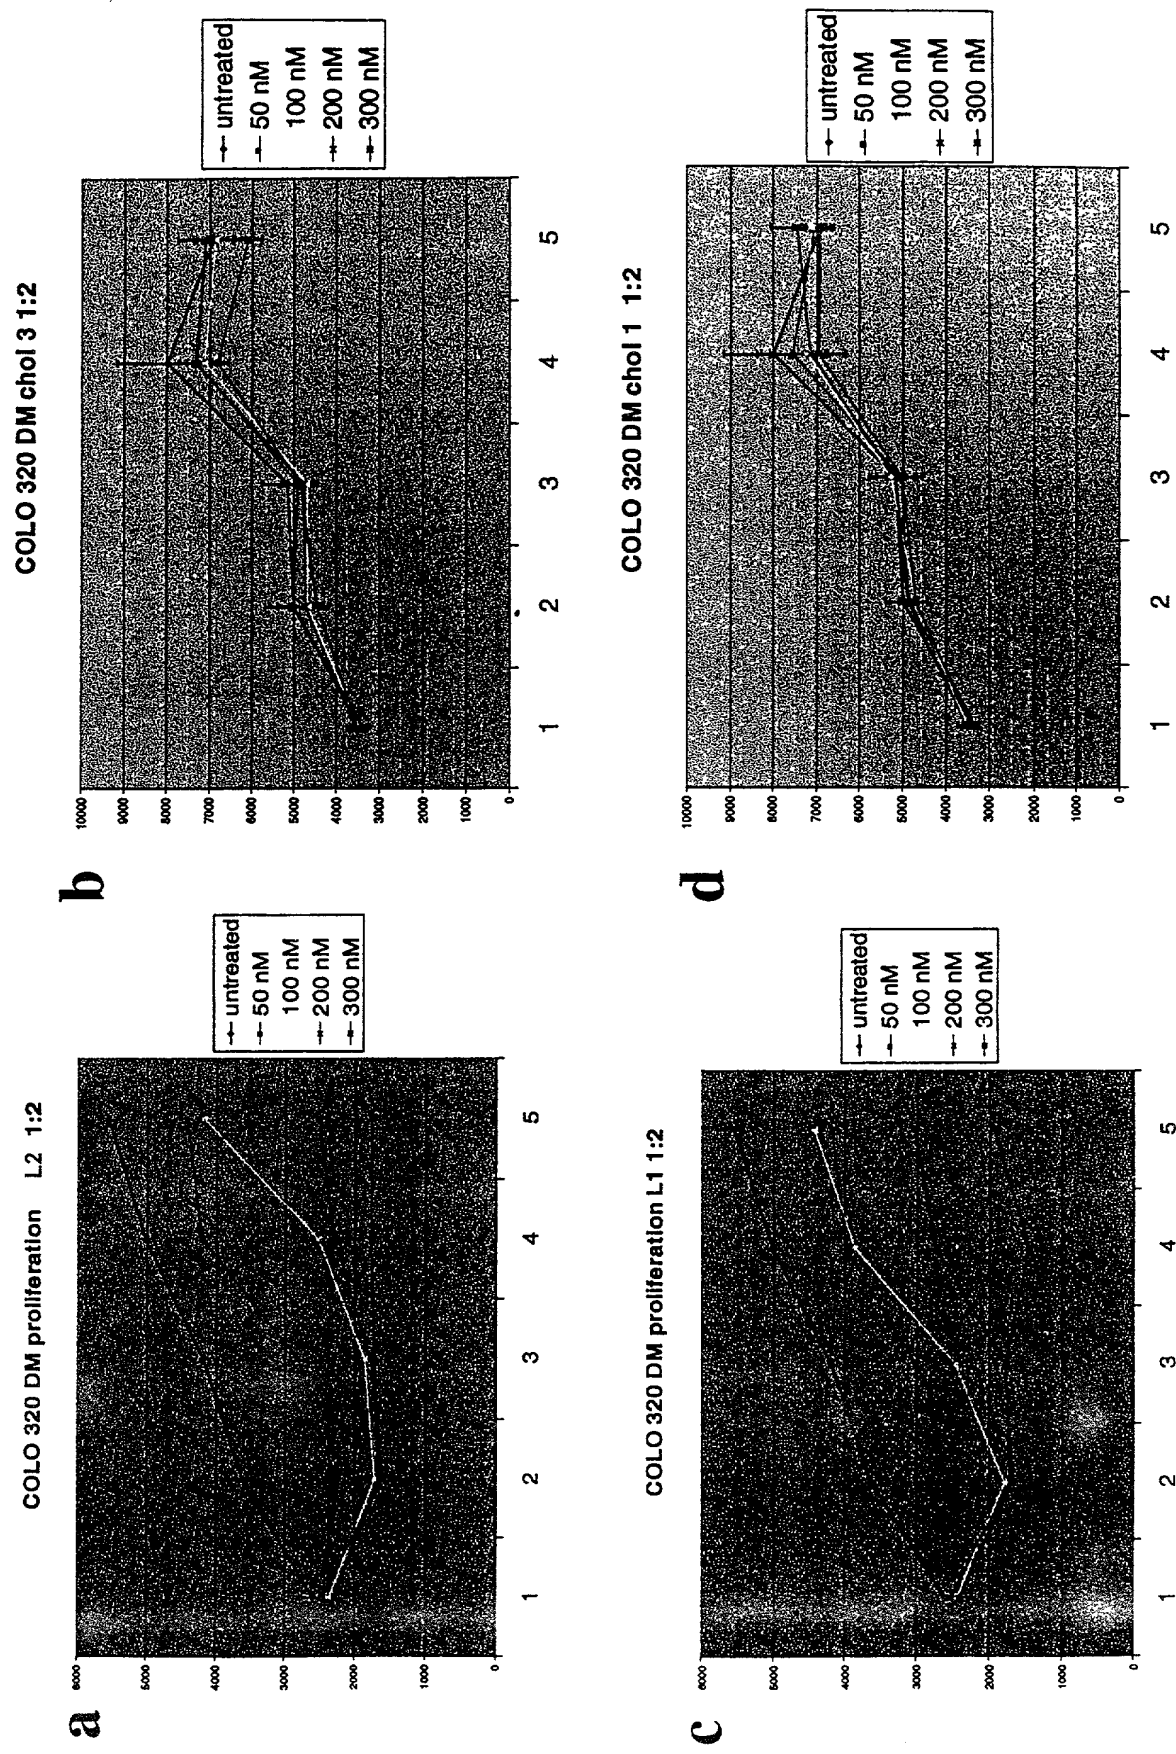 a
COLO 320 DM proliferation L2 1:2
6000
5000
4000
3000
2000
1000
0
1 2 3 4 5
untreated
50 nM
100 nM
200 nM
300 nM
b
COLO 320 DM chol 3 1:2
10000
9000
8000
7000
6000
5000
4000
3000
2000
1000
0
1 2 3 4 5
untreated
50 nM
100 nM
200 nM
300 nM
c
COLO 320 DM proliferation L1 1:2
6000
5000
4000
3000
2000
1000
0
1 2 3 4 5
untreated
50 nM
100 nM
200 nM
300 nM
d
COLO 320 DM chol 1 1:2
10000
9000
8000
7000
6000
5000
4000
3000
2000
1000
0
1 2 3 4 5
untreated
50 nM
100 nM
200 nM
300 nM